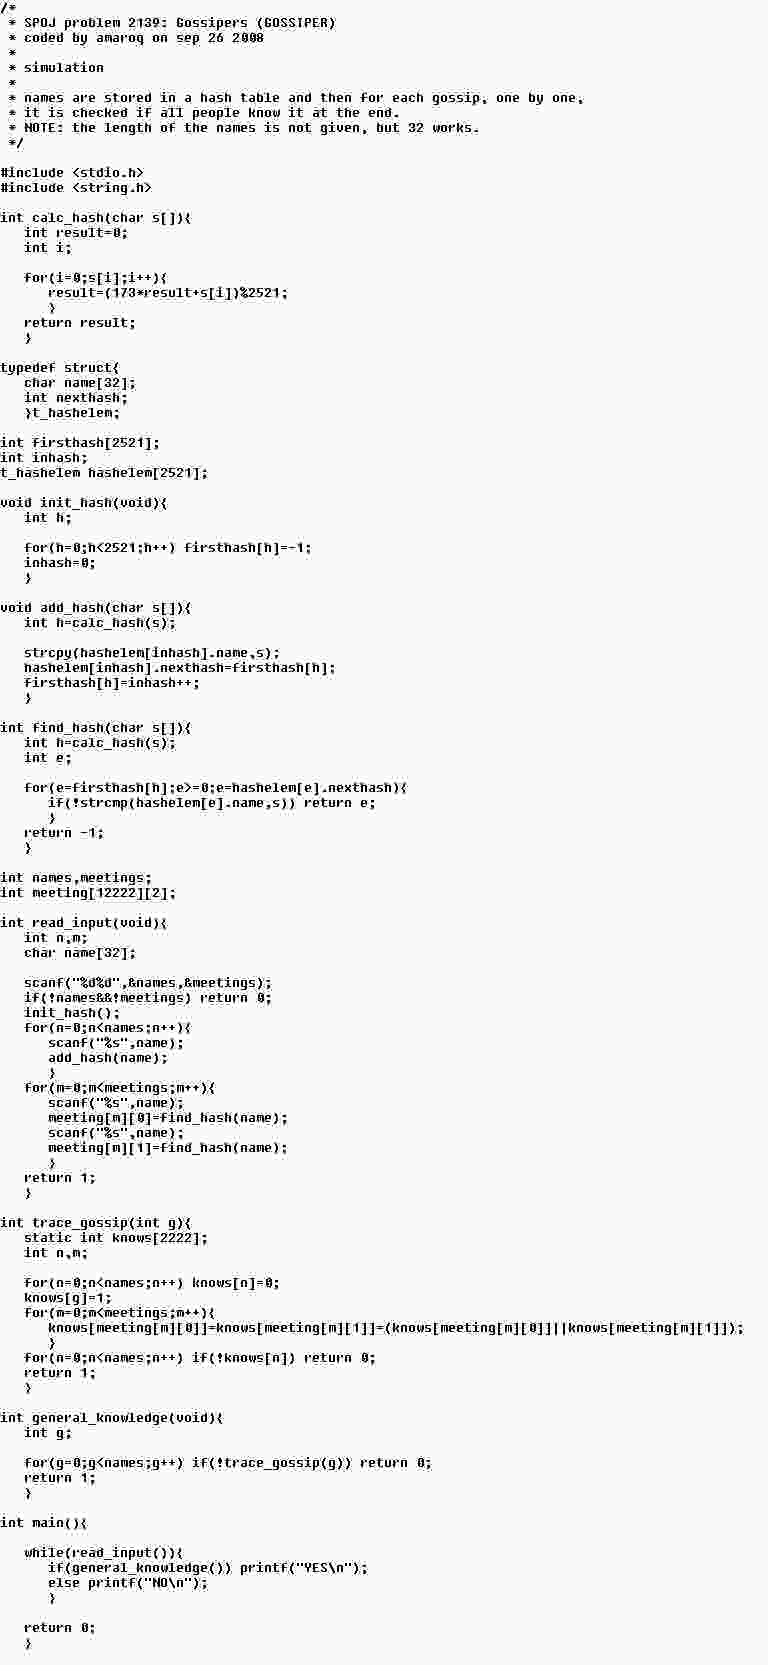 /*
 * SPOJ problem 2139: Gossipers (GOSSIPER)
 * coded by amaroq on sep 26 2008
 *
 * simulation
 *
 * names are stored in a hash table and then for each gossip, one by one,
 * it is checked if all people know it at the end.
 * NOTE: the length of the names is not given, but 32 works.
 */

#include <stdio.h>
#include <string.h>

int calc_hash(char s[]){
   int result=0;
   int i;

   for(i=0;s[i];i++){
      result=(173*result+s[i])%2521;
      }
   return result;
   }

typedef struct{
   char name[32];
   int nexthash;
   }t_hashelem;

int firsthash[2521];
int inhash;
t_hashelem hashelem[2521];

void init_hash(void){
   int h;

   for(h=0;h<2521;h++) firsthash[h]=-1;
   inhash=0;
   }

void add_hash(char s[]){
   int h=calc_hash(s);

   strcpy(hashelem[inhash].name,s);
   hashelem[inhash].nexthash=firsthash[h];
   firsthash[h]=inhash++;
   }

int find_hash(char s[]){
   int h=calc_hash(s);
   int e;

   for(e=firsthash[h];e>=0;e=hashelem[e].nexthash){
      if(!strcmp(hashelem[e].name,s)) return e;
      }
   return -1;
   }

int names,meetings;
int meeting[12222][2];

int read_input(void){
   int n,m;
   char name[32];

   scanf("%d%d",&names,&meetings);
   if(!names&&!meetings) return 0;
   init_hash();
   for(n=0;n<names;n++){
      scanf("%s",name);
      add_hash(name);
      }
   for(m=0;m<meetings;m++){
      scanf("%s",name);
      meeting[m][0]=find_hash(name);
      scanf("%s",name);
      meeting[m][1]=find_hash(name);
      }
   return 1;
   }

int trace_gossip(int g){
   static int knows[2222];
   int n,m;

   for(n=0;n<names;n++) knows[n]=0;
   knows[g]=1;
   for(m=0;m<meetings;m++){
      knows[meeting[m][0]]=knows[meeting[m][1]]=(knows[meeting[m][0]]||knows[meeting[m][1]]);
      }
   for(n=0;n<names;n++) if(!knows[n]) return 0;
   return 1;
   }

int general_knowledge(void){
   int g;

   for(g=0;g<names;g++) if(!trace_gossip(g)) return 0;
   return 1;
   }

int main(){

   while(read_input()){
      if(general_knowledge()) printf("YES\n");
      else printf("NO\n");
      }

   return 0;
   }